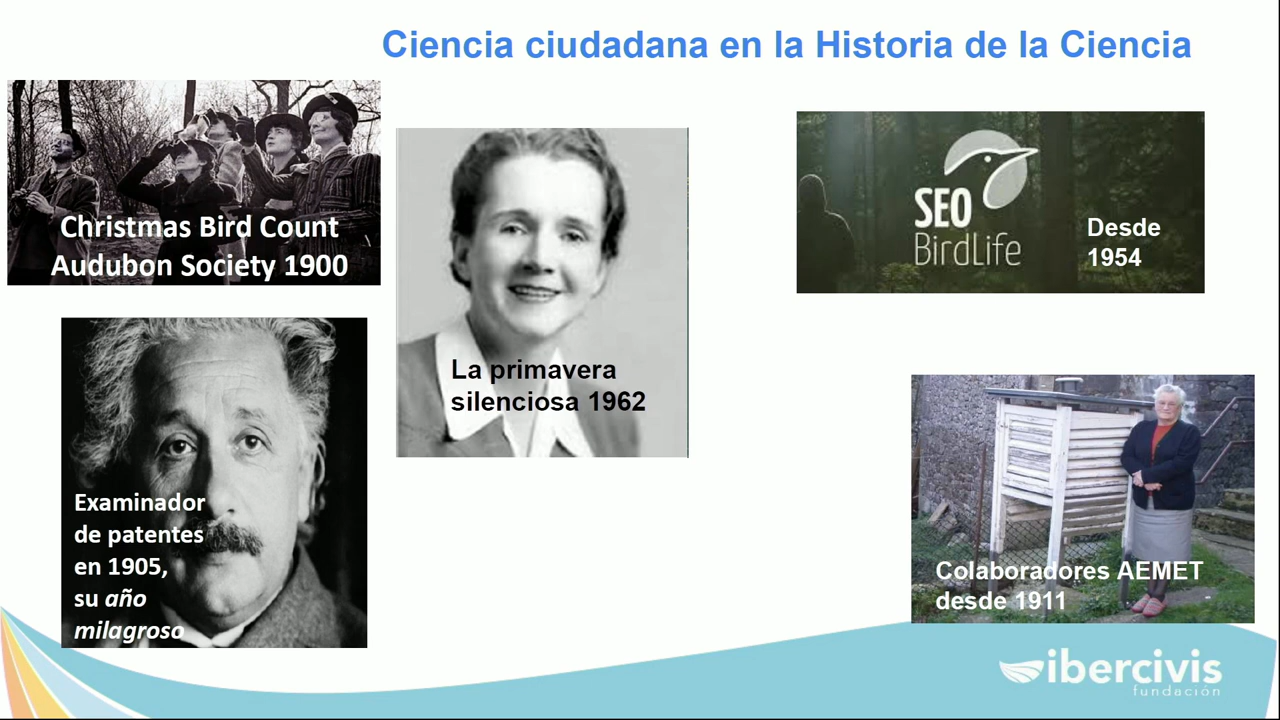 Ciencia ciudadana en la Historia de la Ciencia
Christmas Bird Count
Audubon Society 1900
La primavera
silenciosa 1962
SEO
BirdLife
Desde
1954
Examinador
de patentes
en 1905,
su año
milagroso
Colaboradores AEMET
desde 1911
ibercivis
fundación